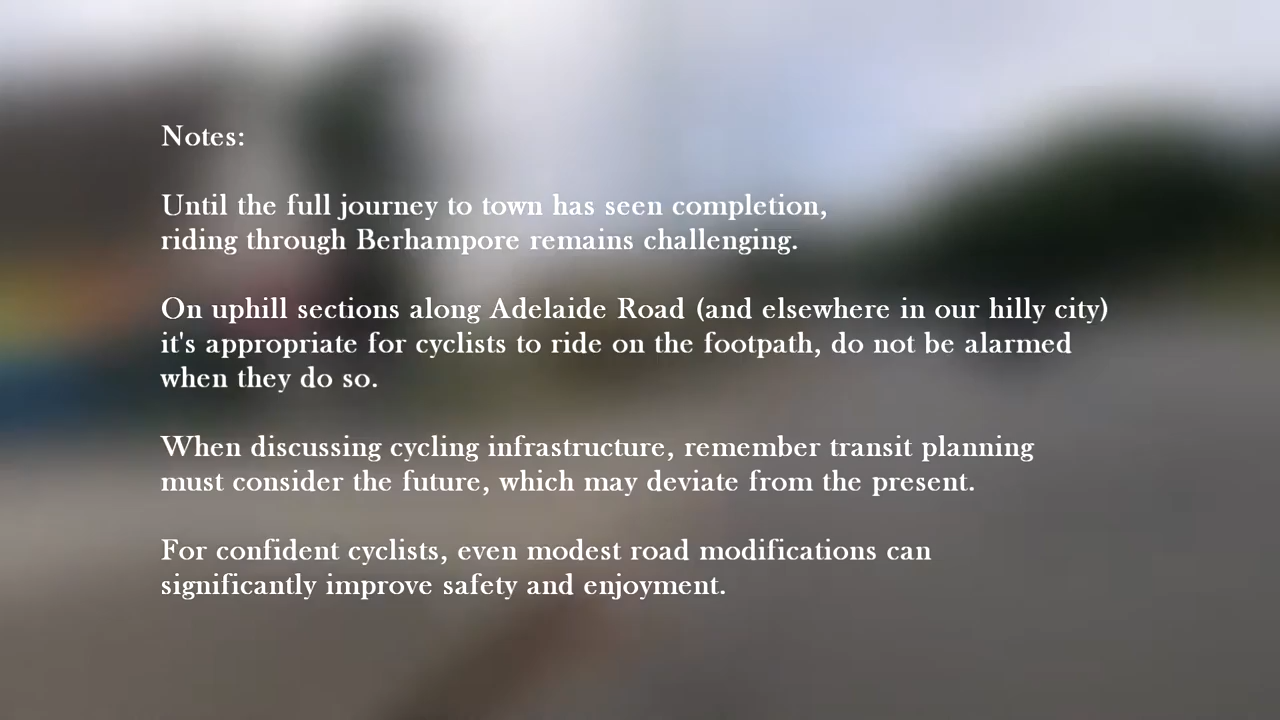 Notes:
Until the full journey to town has seen completion,
riding through Berhampore remains challenging.
On uphill sections along Adelaide Road (and elsewhere in our hilly city)
it's appropriate for cyclists to ride on the footpath, do not be alarmed
when they do so.
When discussing cycling infrastructure, remember transit planning
must consider the future, which may deviate from the present.
For confident cyclists, even modest road modifications can
significantly improve safety and enjoyment.